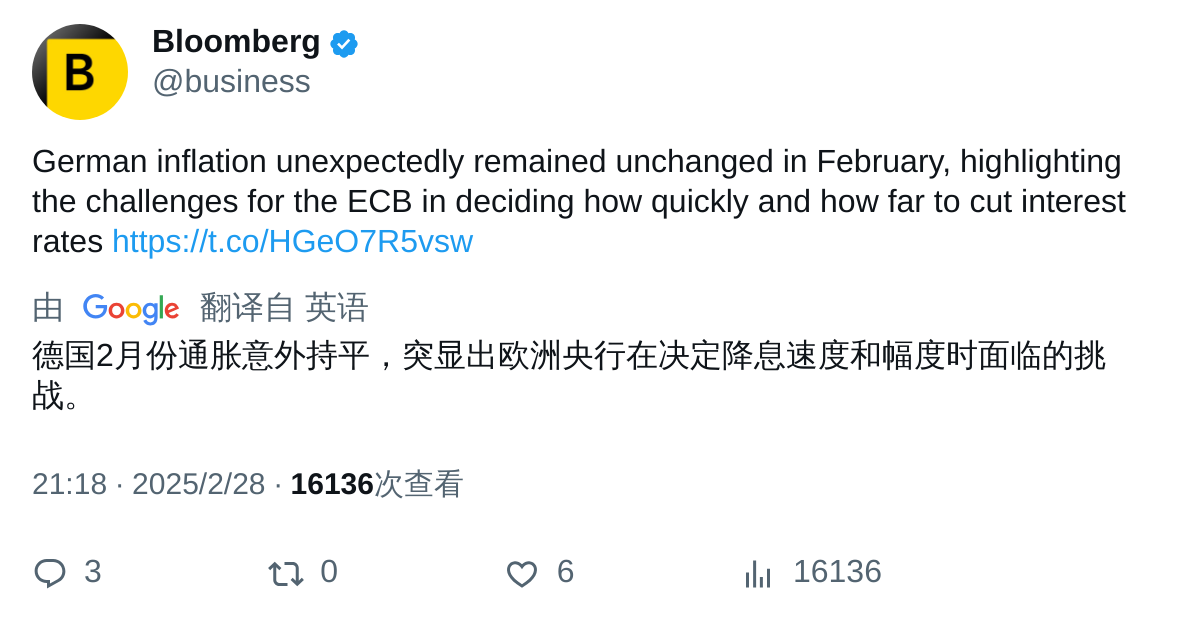 B
Bloomberg
@business
German inflation unexpectedly remained unchanged in February, highlighting
the challenges for the ECB in deciding how quickly and how far to cut interest
rates https://t.co/HGeO7R5vsw
由 Google 翻译自 英语
德国2月份通胀意外持平，突显出欧洲央行在决定降息速度和幅度时面临的挑
战。
21:18 · 2025/2/28 · 16136次查看
3 0 6 16136